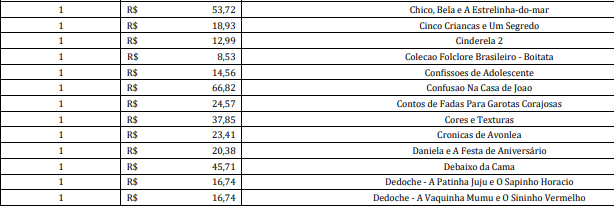 1 R$ 53,72 Chico, Bela e A Estrelinha-do-mar
1 R$ 18,93 Cinco Criancas e Um Segredo
1 R$ 12,99 Cinderela 2
1 R$ 8,53 Colecao Folclore Brasileiro - Boitata
1 R$ 14,56 Confissoes de Adolescente
1 R$ 66,82 Confusao Na Casa de Joao
1 R$ 24,57 Contos de Fadas Para Garotas Corajosas
1 R$ 37,85 Cores e Texturas
1 R$ 23,41 Cronicas de Avonlea
1 R$ 20,38 Daniela e A Festa de Aniversário
1 R$ 45,71 Debaixo da Cama
1 R$ 16,74 Dedoche - A Patinha Juju e O Sapinho Horacio
1 R$ 16,74 Dedoche - A Vaquinha Mumu e O Sininho Vermelho